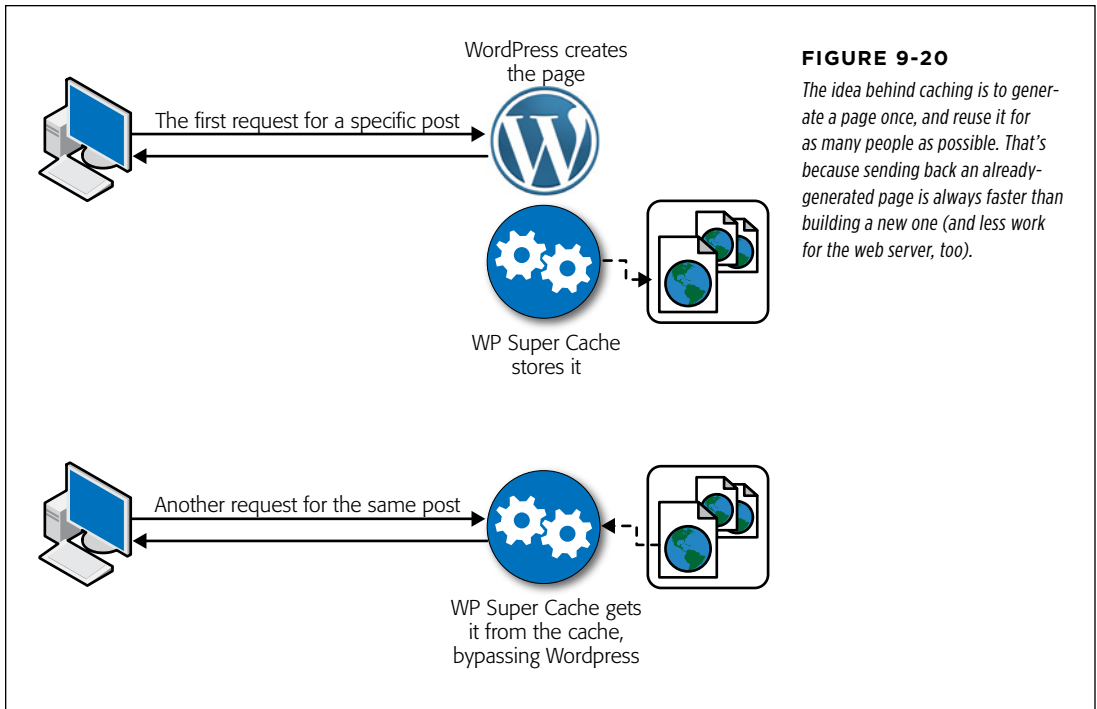 WordPress creates
the page
The first request for a specific post
WP Super Cache
stores it
Another request for the same post
WP Super Cache gets
it from the cache,
bypassing Wordpress
FIGURE 9-20
The idea behind caching is to gener-
ate a page once, and reuse it for
as many people as possible. That's
because sending back an already-
generated page is always faster than
building a new one (and less work
for the web server, too).